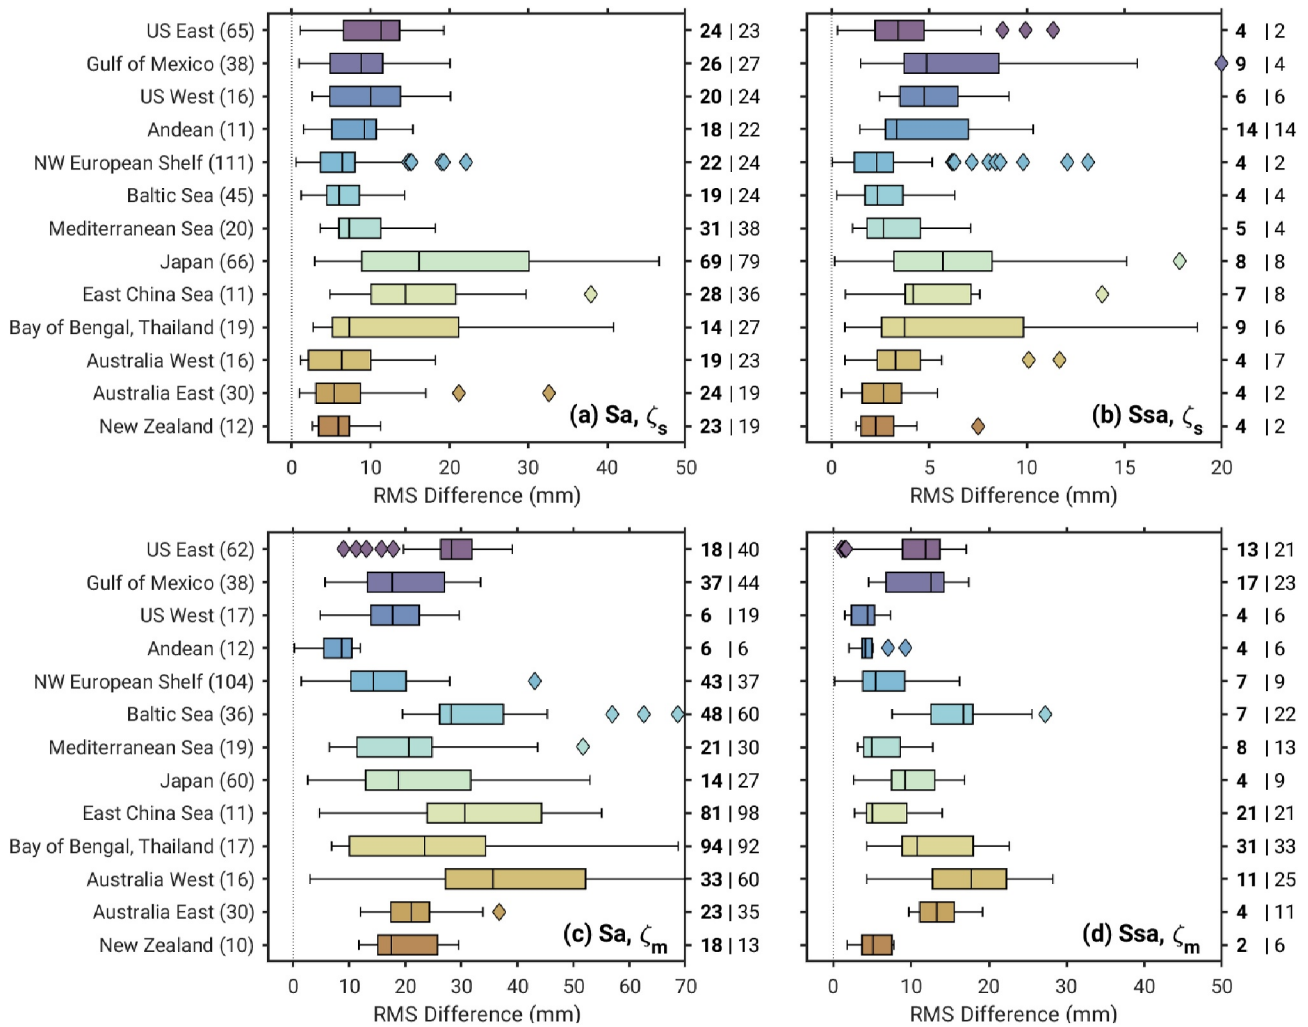 US East (65) 24 | 23 4 | 2
Gulf of Mexico (38) 26 | 27 9 | 4
US West (16) 20 | 24 6 | 6
Andean (11) 18 | 22 14 | 14
NW European Shelf (111) 22 | 24 4 | 2
Baltic Sea (45) 19 | 24 4 | 4
Mediterranean Sea (20) 31 | 38 5 | 4
Japan (66) 69 | 79 8 | 8
East China Sea (11) 28 | 36 7 | 8
Bay of Bengal, Thailand (19) 14 | 27 9 | 6
Australia West (16) 19 | 23 4 | 7
Australia East (30) 24 | 19 4 | 2
(a) Sa, ζs (b) Ssa, ζs
New Zealand (12) 23 | 19 4 | 2
0 10 20 30 40 50 0 5 10 15 20
RMS Difference (mm) RMS Difference (mm)
US East (62) 18 | 40 13 | 21
Gulf of Mexico (38) 37 | 44 17 | 23
US West (17) 6 | 19 4 | 6
Andean (12) 6 | 6 4 | 6
NW European Shelf (104) 43 | 37 7 | 9
Baltic Sea (36) 48 | 60 7 | 22
Mediterranean Sea (19) 21 | 30 8 | 13
Japan (60) 14 | 27 4 | 9
East China Sea (11) 81 | 98 21 | 21
Bay of Bengal, Thailand (17) 94 | 92 31 | 33
Australia West (16) 33 | 60 11 | 25
Australia East (30) 23 | 35 4 | 11
(c) Sa, ζm (d) Ssa, ζm
New Zealand (10) 18 | 13 2 | 6
0 10 20 30 40 50 60 70 0 10 20 30 40 50
RMS Difference (mm) RMS Difference (mm)